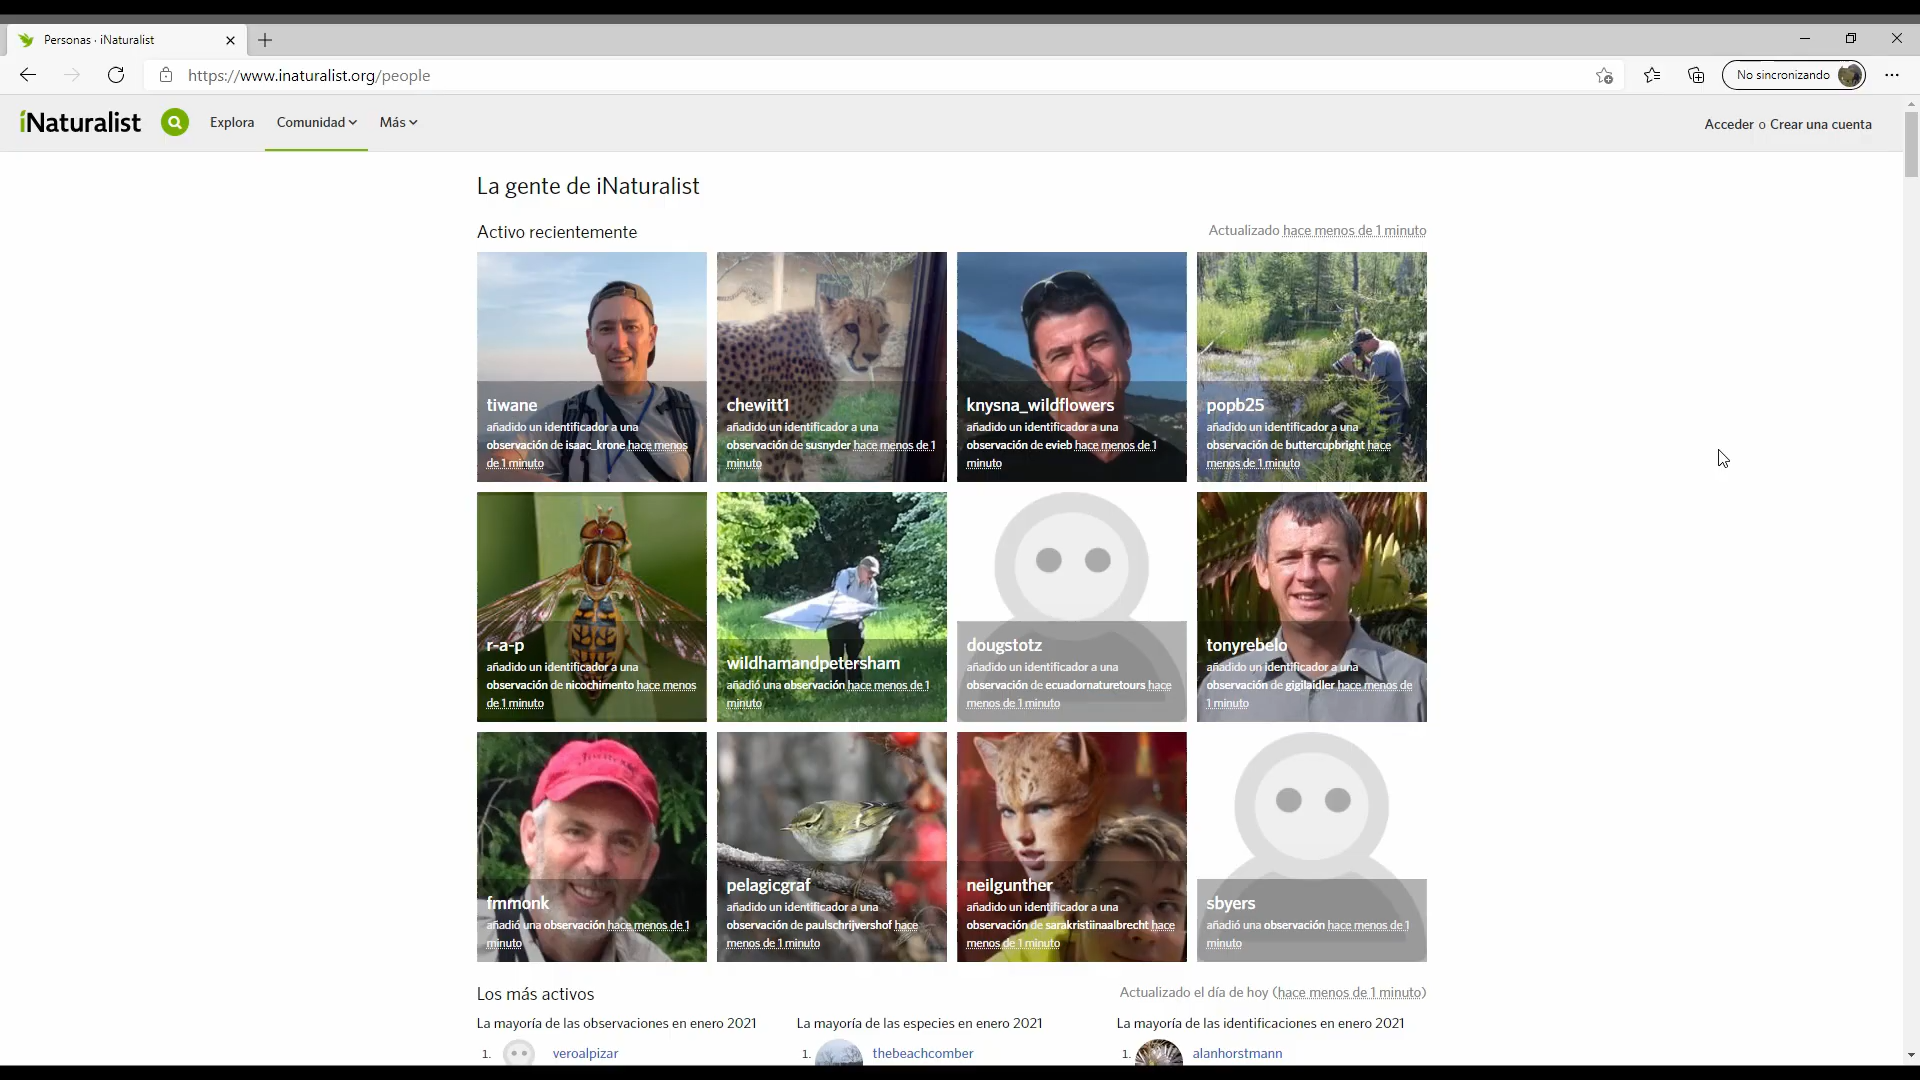 Personas · iNaturalist
https://www.inaturalist.org/people
No sincronizando
iNaturalist
Explora
Comunidad
Más
Acceder o Crear una cuenta
La gente de iNaturalist
Activo recientemente
Actualizado hace menos de 1 minuto
tiwane
añadido un identificador a una
observación de isaac_krone hace menos
de 1 minuto
chewitt1
añadido un identificador a una
observación de susnyder hace menos de 1
minuto
knysna_wildflowers
añadido un identificador a una
observación de evieb hace menos de 1
minuto
popb25
añadido un identificador a una
observación de buttercupbright hace
menos de 1 minuto
r-a-p
añadido un identificador a una
observación de nicochimento hace menos
de 1 minuto
wildhamandpetersham
añadió una observación hace menos de 1
minuto
dougstotz
añadido un identificador a una
observación de ecuadornaturetours hace
menos de 1 minuto
tonyrebelo
añadido un identificador a una
observación de gigilaidler hace menos de
1 minuto
fmmonk
añadió una observación hace menos de 1
minuto
pelagicgraf
añadido un identificador a una
observación de paulschrijvershof hace
menos de 1 minuto
neilgunther
añadido un identificador a una
observación de sarakristiinaalbrecht hace
menos de 1 minuto
sbyers
añadió una observación hace menos de 1
minuto
Los más activos
Actualizado el día de hoy (hace menos de 1 minuto)
La mayoría de las observaciones en enero 2021
1. veroalpizar
La mayoría de las especies en enero 2021
1. thebeachcomber
La mayoría de las identificaciones en enero 2021
1. alanhorstmann